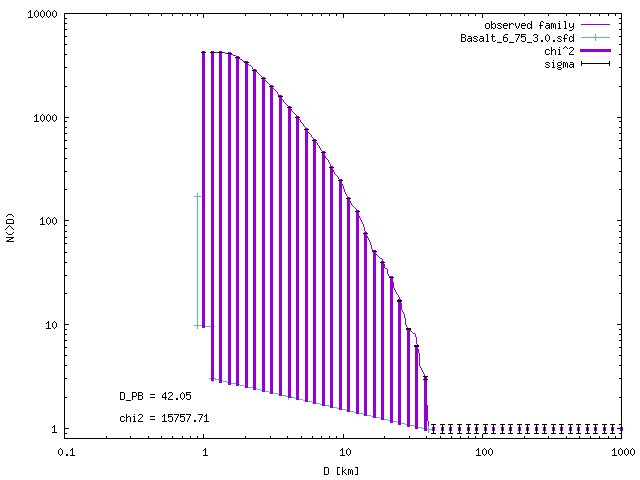 10000
1000
100
10
1
N(>D)
observed family
Basalt_6_75_3.0.sfd
chi^2
sigma
D_PB = 42.05
chi2 = 15757.71
0.1 1 10 100 1000
D [km]